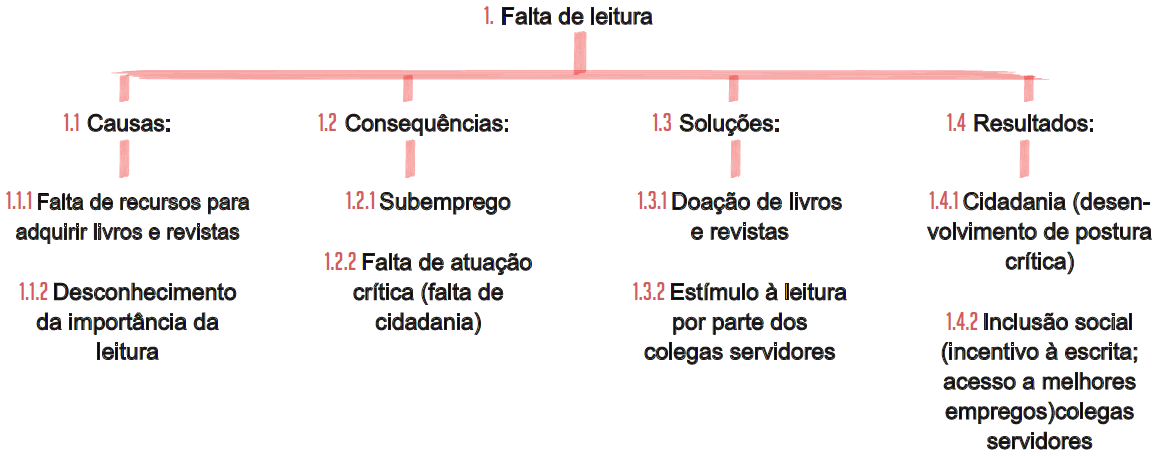 1. Falta de leitura
1.1 Causas:
1.1.1 Falta de recursos para
adquirir livros e revistas
1.1.2 Desconhecimento
da importância da
leitura
1.2 Consequências:
1.2.1 Subemprego
1.2.2 Falta de atuação
crítica (falta de
cidadania)
1.3 Soluções:
1.3.1 Doação de livros
e revistas
1.3.2 Estímulo à leitura
por parte dos
colegas servidores
1.4 Resultados:
1.4.1 Cidadania (desen-
volvimento de postura
crítica)
1.4.2 Inclusão social
(incentivo à escrita;
acesso a melhores
empregos)colegas
servidores